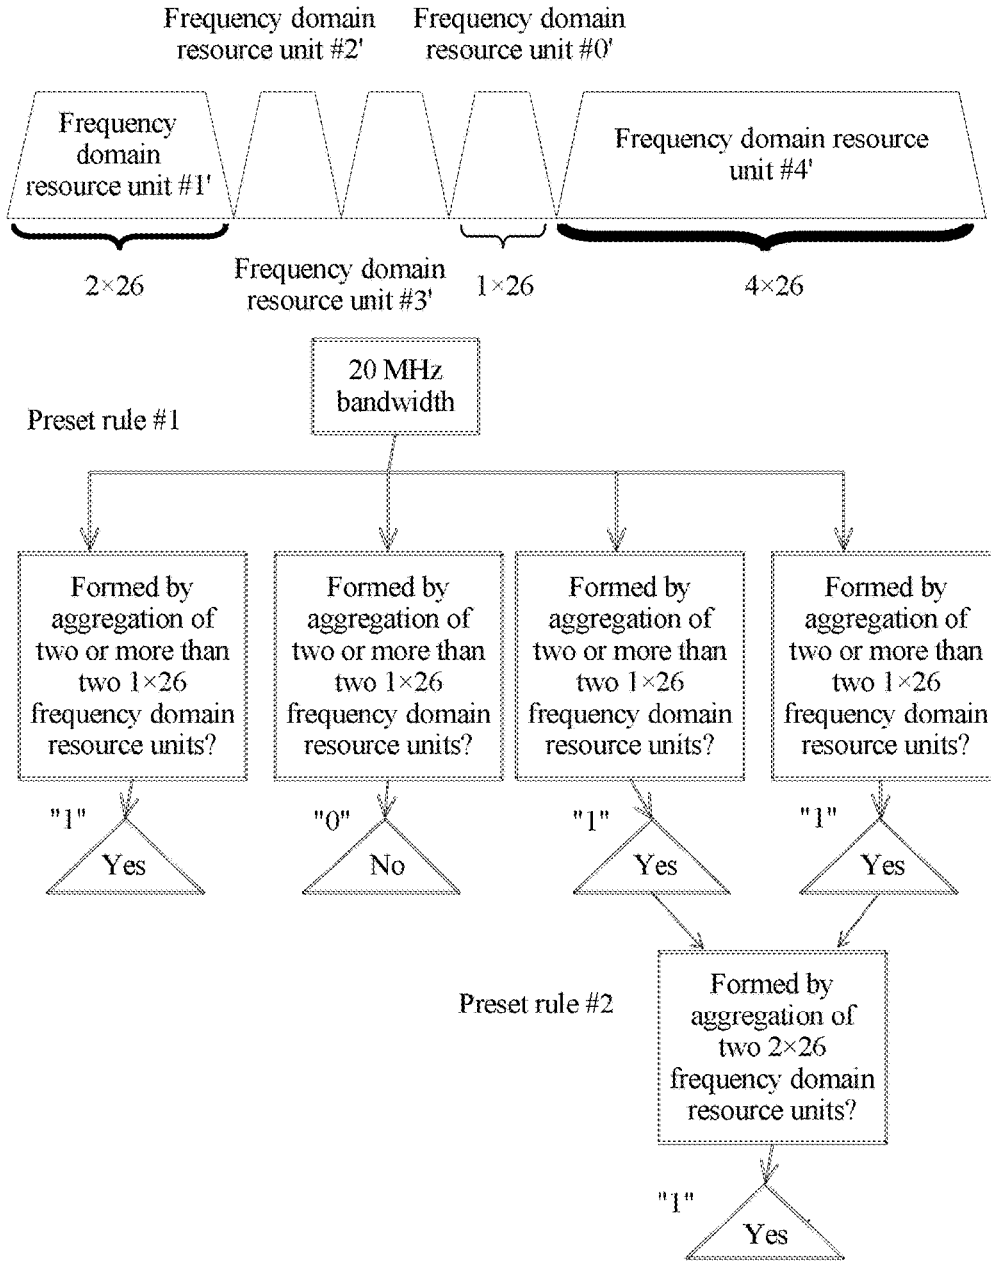 Frequency domain
resource unit #2'
Frequency domain
resource unit #0'
Frequency
domain
resource unit #1'
Frequency domain resource
unit #4'
2×26
Frequency domain
resource unit #3'
1×26
4×26
20 MHz
bandwidth
Preset rule #1
Formed by
aggregation of
two or more than
two 1×26
frequency domain
resource units?
Formed by
aggregation of
two or more than
two 1×26
frequency domain
resource units?
Formed by
aggregation of
two or more than
two 1×26
frequency domain
resource units?
Formed by
aggregation of
two or more than
two 1×26
frequency domain
resource units?
"1"
Yes
"0"
No
"1"
Yes
"1"
Yes
Preset rule #2
Formed by
aggregation of
two 2×26
frequency domain
resource units?
"1"
Yes